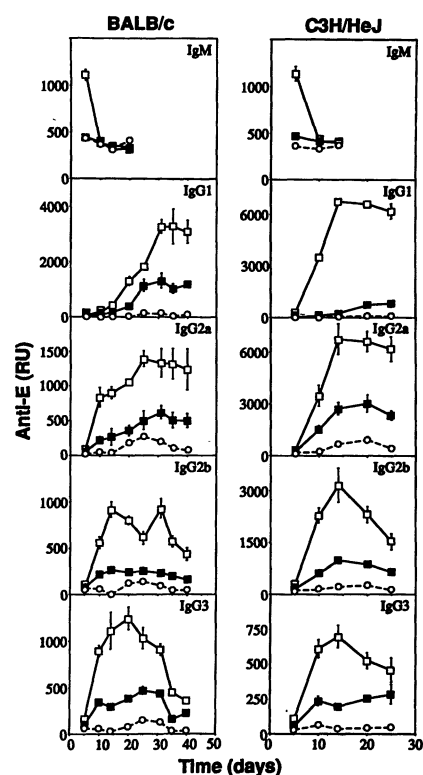 BALB/c C3H/HeJ
IgM IgM
1000 1000
500 500
0 0
IgG1 IgG1
4000 6000
2000 3000
0 0
IgG2a IgG2a
1500
1000 6000
500 3000
0 0
IgG2b IgG2b
1000 3000
500 1500
0 0
IgG3 IgG3
1000 750
500 500
250
0 0
0 10 20 30 40 50 0 10 20 30
Anti-E (RU)
Time (days)